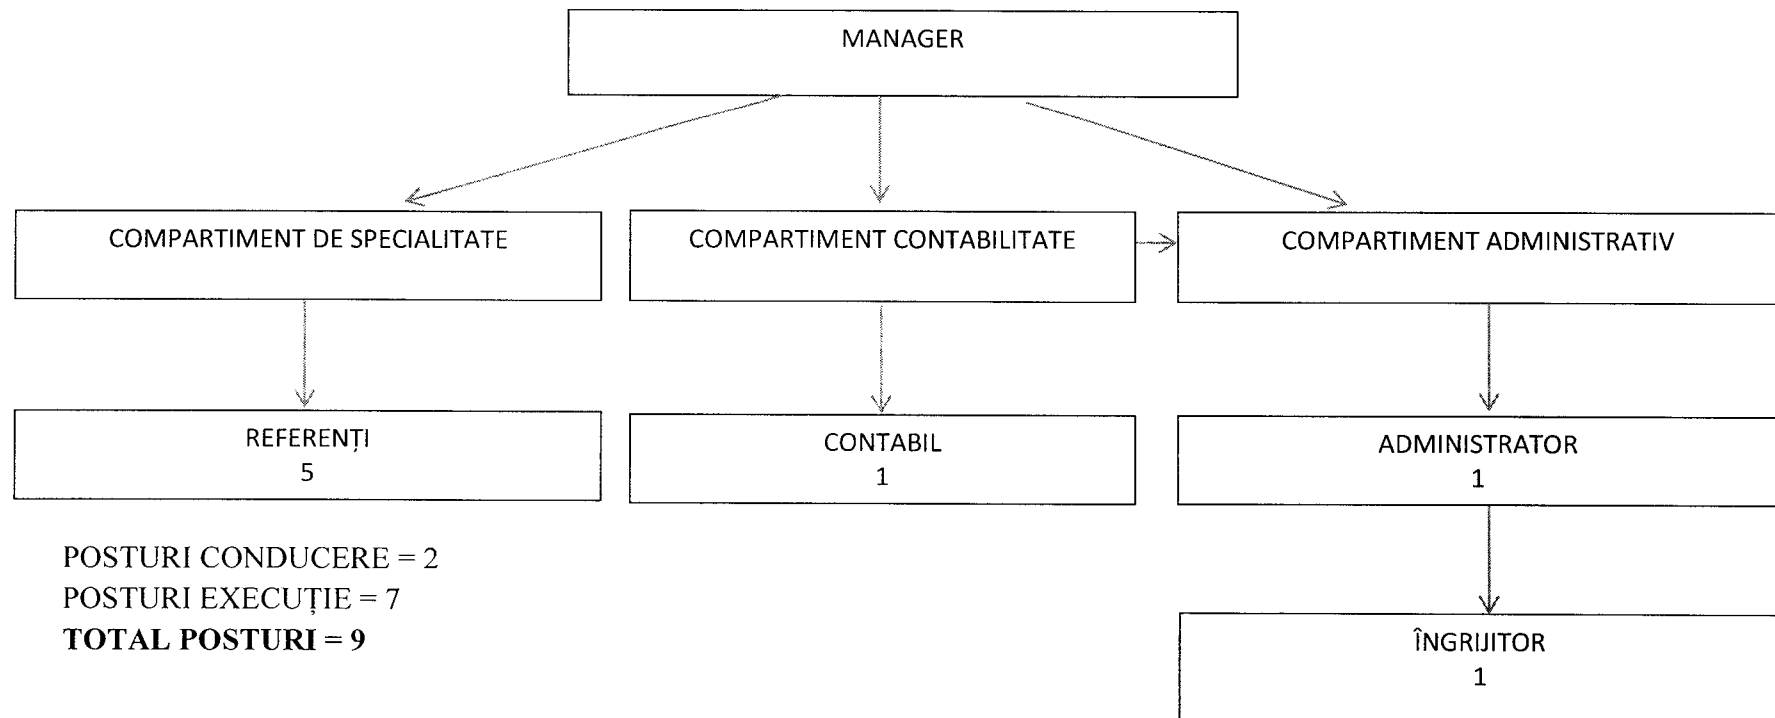 MANAGER
COMPARTIMENT DE SPECIALITATE
COMPARTIMENT CONTABILITATE
COMPARTIMENT ADMINISTRATIV
REFERENȚI
5
CONTABIL
1
ADMINISTRATOR
1
POSTURI CONDUCERE = 2
POSTURI EXECUȚIE = 7
TOTAL POSTURI = 9
ÎNGRIJITOR
1